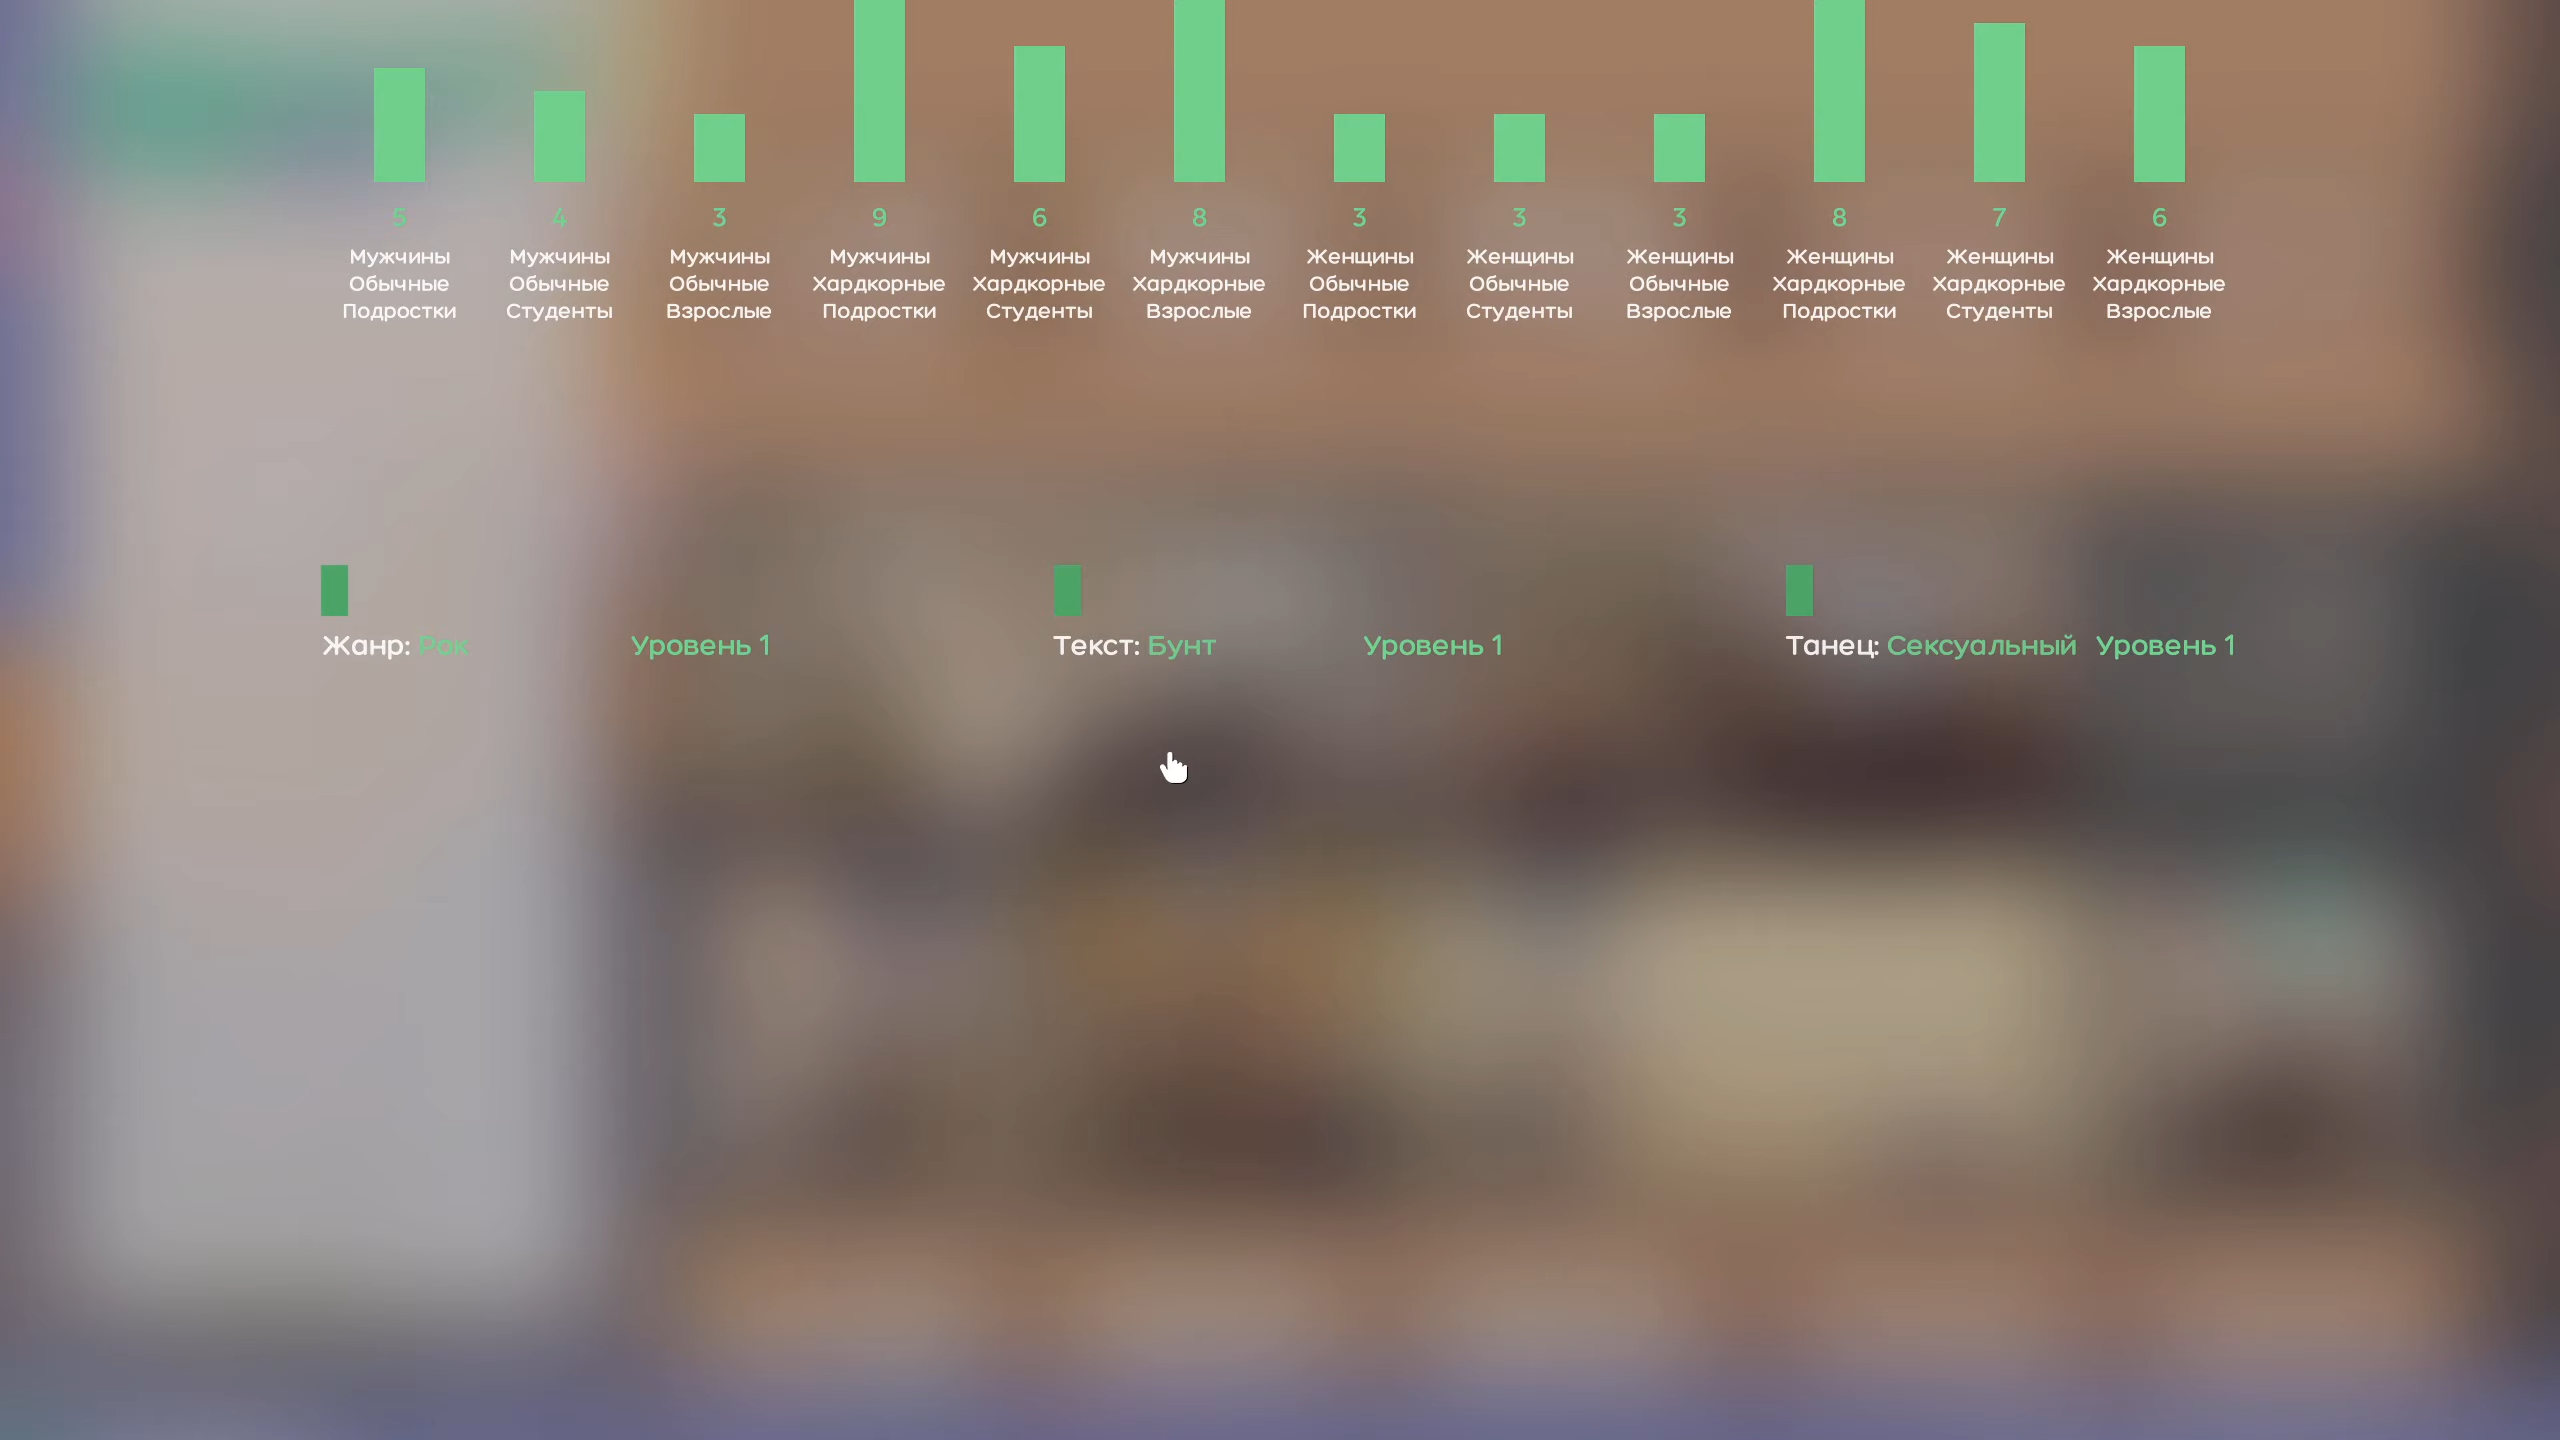 5 4 3 9 6 8 3 3 3 8 7 6
Мужчины Мужчины Мужчины Мужчины Мужчины Мужчины Женщины Женщины Женщины Женщины Женщины Женщины
Обычные Обычные Обычные Хардкорные Хардкорные Хардкорные Обычные Обычные Обычные Хардкорные Хардкорные Хардкорные
Подростки Студенты Взрослые Подростки Студенты Взрослые Подростки Студенты Взрослые Подростки Студенты Взрослые
Жанр: Рок Уровень 1 Текст: Бунт Уровень 1 Танец: Сексуальный Уровень 1